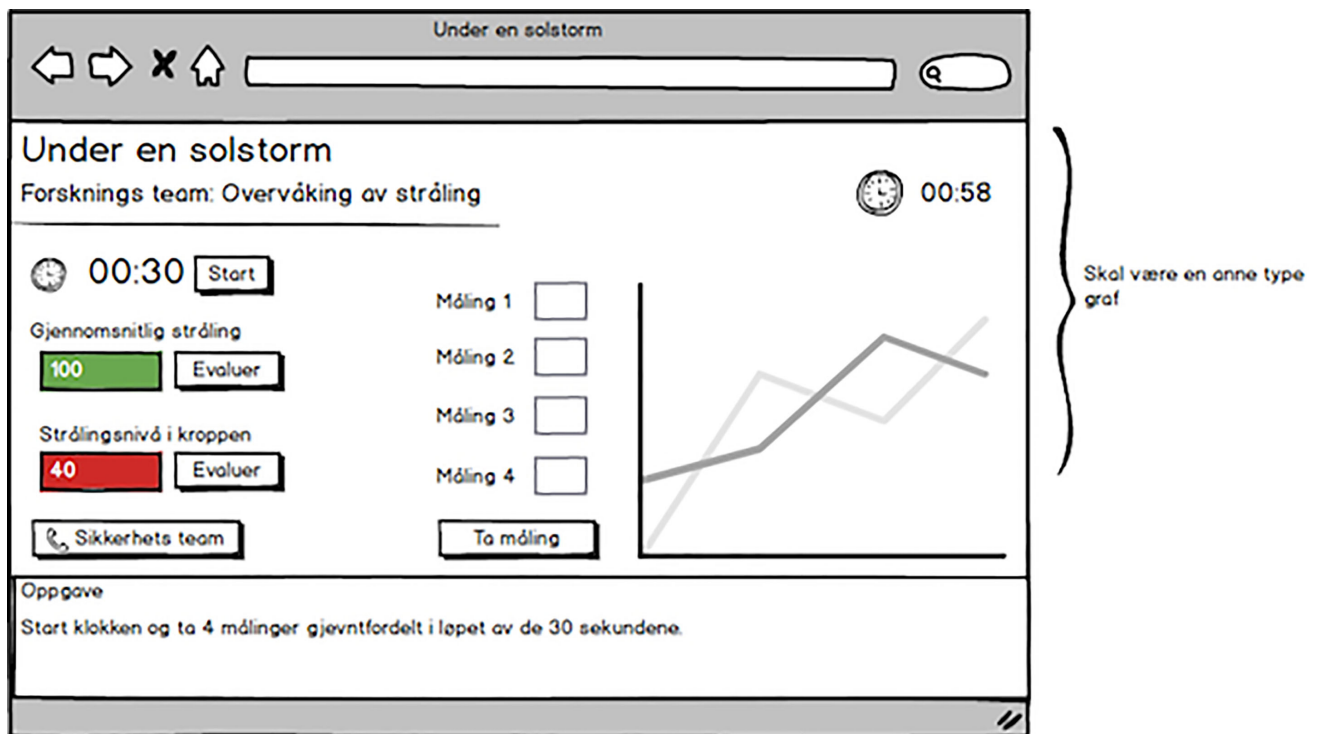 Under en solstorm
Under en solstorm
Forsknings team: Overvåking av stråling
00:58
00:30 Start
Gjennomsnitlig stråling
100 Evaluer
Strålingsnivå i kroppen
40 Evaluer
Sikkerhets team
Måling 1
Måling 2
Måling 3
Måling 4
Ta måling
Skal være en anne type
graf
Oppgave
Start klokken og ta 4 målinger gjevntfordelt i løpet av de 30 sekundene.